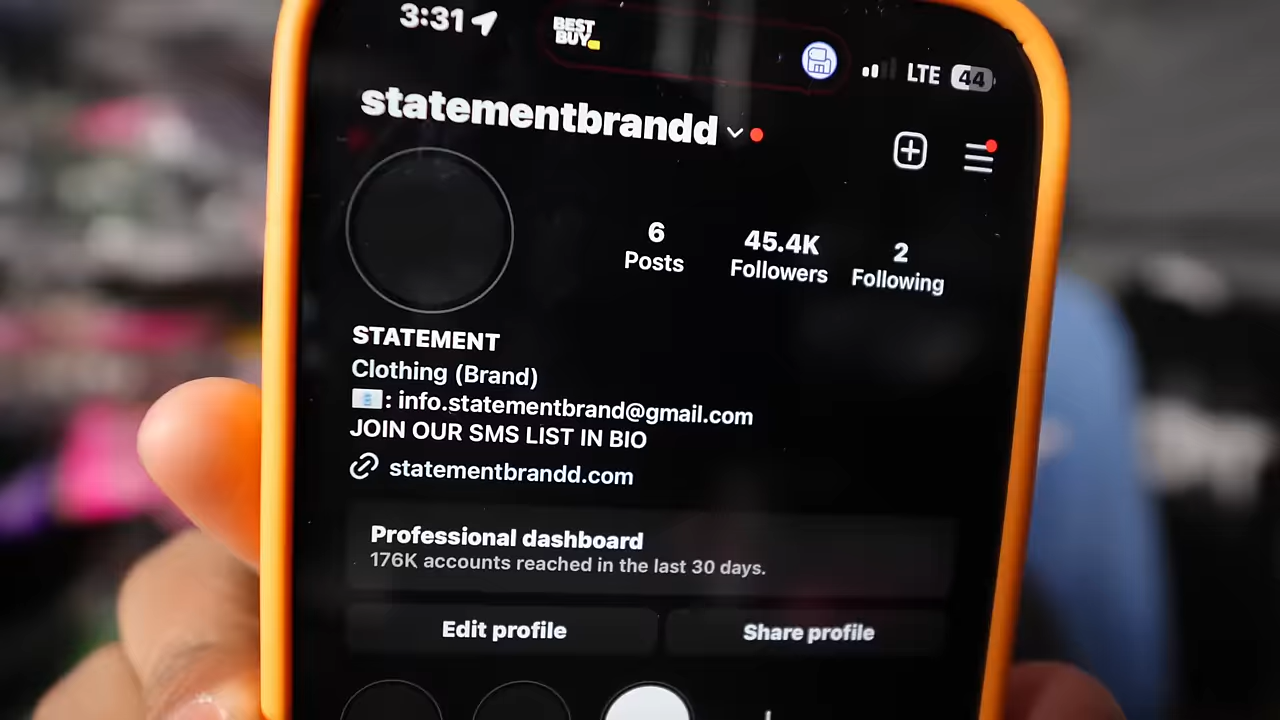 3:31
BEST
BUY
LTE 44
statementbrandd
6
Posts
45.4K
Followers
2
Following
STATEMENT
Clothing (Brand)
📧: info.statementbrand@gmail.com
JOIN OUR SMS LIST IN BIO
statementbrandd.com
Professional dashboard
176K accounts reached in the last 30 days.
Edit profile
Share profile